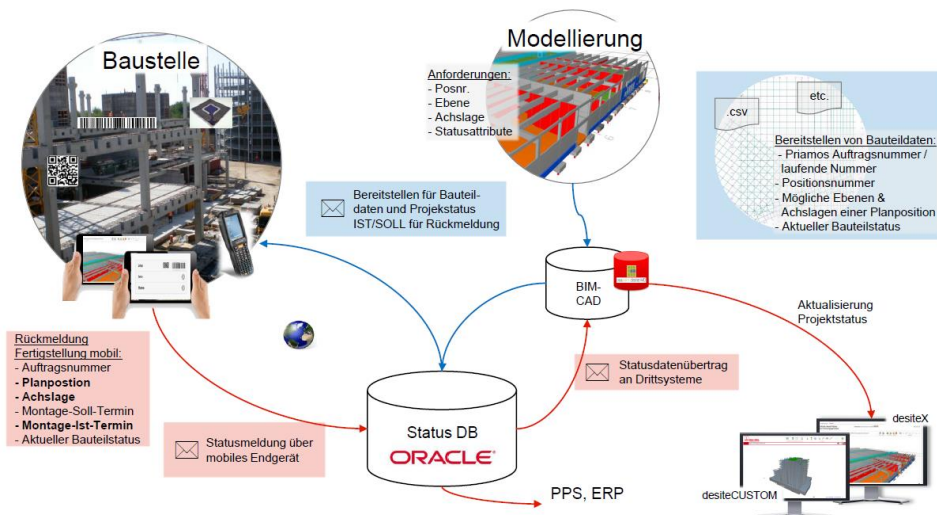 Baustelle
Modellierung
Anforderungen:
- Posnr.
- Ebene
- Achslage
- Statusattribute
.csv
etc.
Bereitstellen von Bauteildaten:
- Priamos Auftragsnummer /
laufende Nummer
- Positionsnummer
- Mögliche Ebenen &
Achslagen einer Planposition
- Aktueller Bauteilstatus
Bereitstellen für Bauteil-
daten und Projekstatus
IST/SOLL für Rückmeldung
BIM-
CAD
Aktualisierung
Projektstatus
Rückmeldung
Fertigstellung mobil:
- Auftragsnummer
- Planpostion
- Achslage
- Montage-Soll-Termin
- Montage-Ist-Termin
- Aktueller Bauteilstatus
Statusmeldung über
mobiles Endgerät
Status DB
ORACLE
Statusdatenübertrag
an Drittsysteme
PPS, ERP
desiteX
desiteCUSTOM